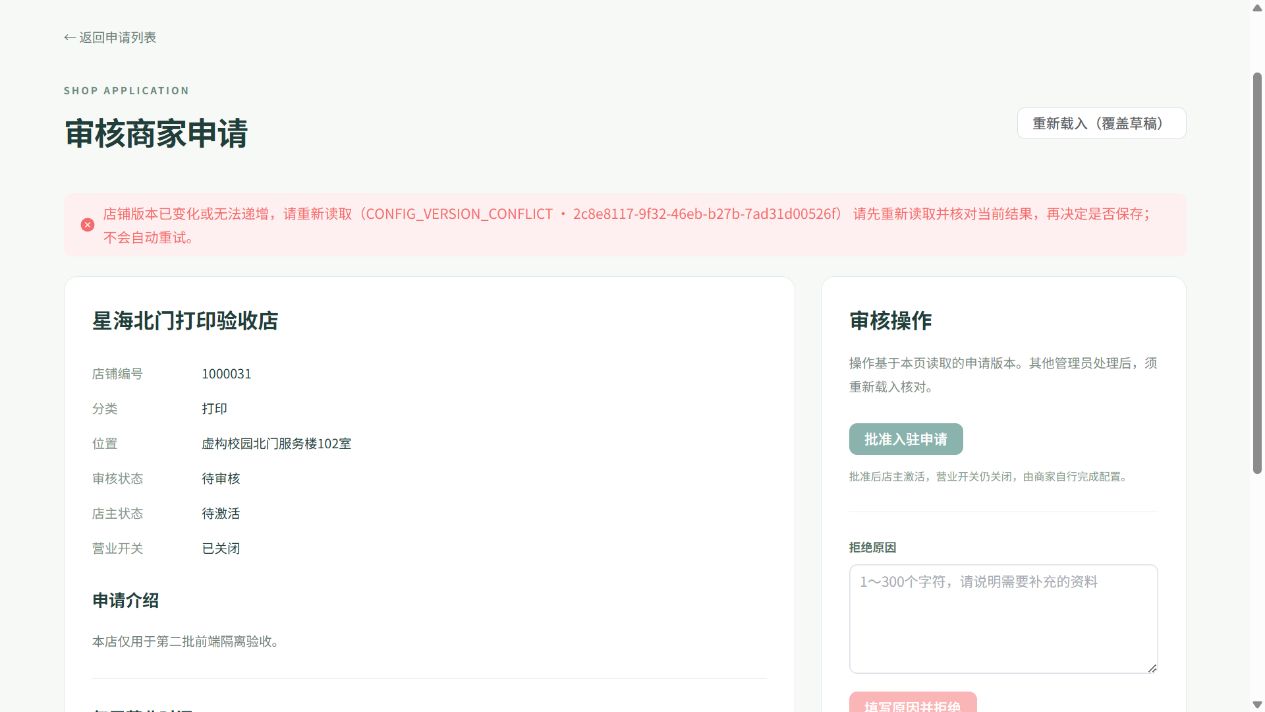 ← 返回申请列表
SHOP APPLICATION
审核商家申请
重新载入（覆盖草稿）
店铺版本已变化或无法递增，请重新读取（CONFIG_VERSION_CONFLICT · 2c8e8117-9f32-46eb-b27b-7ad31d00526f） 请先重新读取并核对当前结果，再决定是否保存；
不会自动重试。
星海北门打印验收店
店铺编号 1000031
分类 打印
位置 虚构校园北门服务楼102室
审核状态 待审核
店主状态 待激活
营业开关 已关闭
申请介绍
本店仅用于第二批前端隔离验收。
审核操作
操作基于本页读取的申请版本。其他管理员处理后，须
重新载入核对。
批准入驻申请
批准后店主激活，营业开关仍关闭，由商家自行完成配置。
拒绝原因
1～300个字符，请说明需要补充的资料
填写原因并拒绝